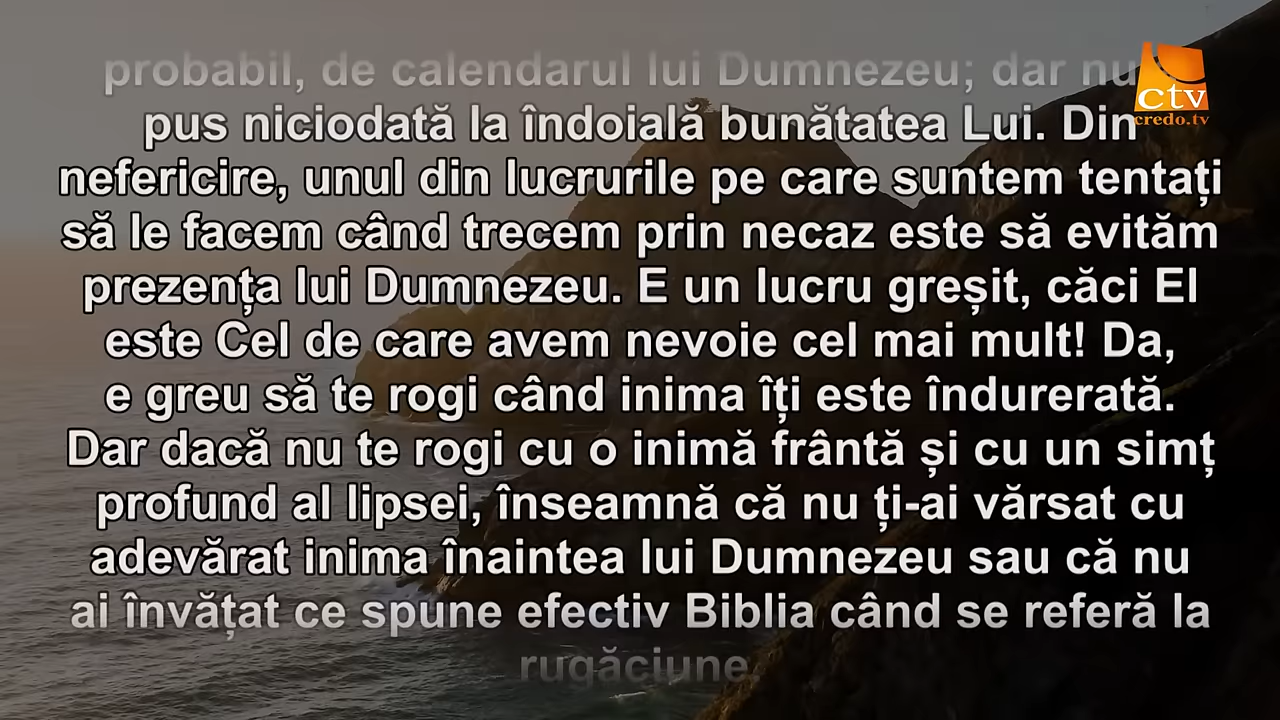 probabil, de calendarul lui Dumnezeu; dar nu
pus niciodată la îndoială bunătatea Lui. Din
nefericire, unul din lucrurile pe care suntem tentați
să le facem când trecem prin necaz este să evităm
prezența lui Dumnezeu. E un lucru greșit, căci El
este Cel de care avem nevoie cel mai mult! Da,
e greu să te rogi când inima îți este îndurerată.
Dar dacă nu te rogi cu o inimă frântă și cu un simț
profund al lipsei, înseamnă că nu ți-ai vărsat cu
adevărat inima înaintea lui Dumnezeu sau că nu
ai învățat ce spune efectiv Biblia când se referă la
rugăciune.
ctv
credo.tv